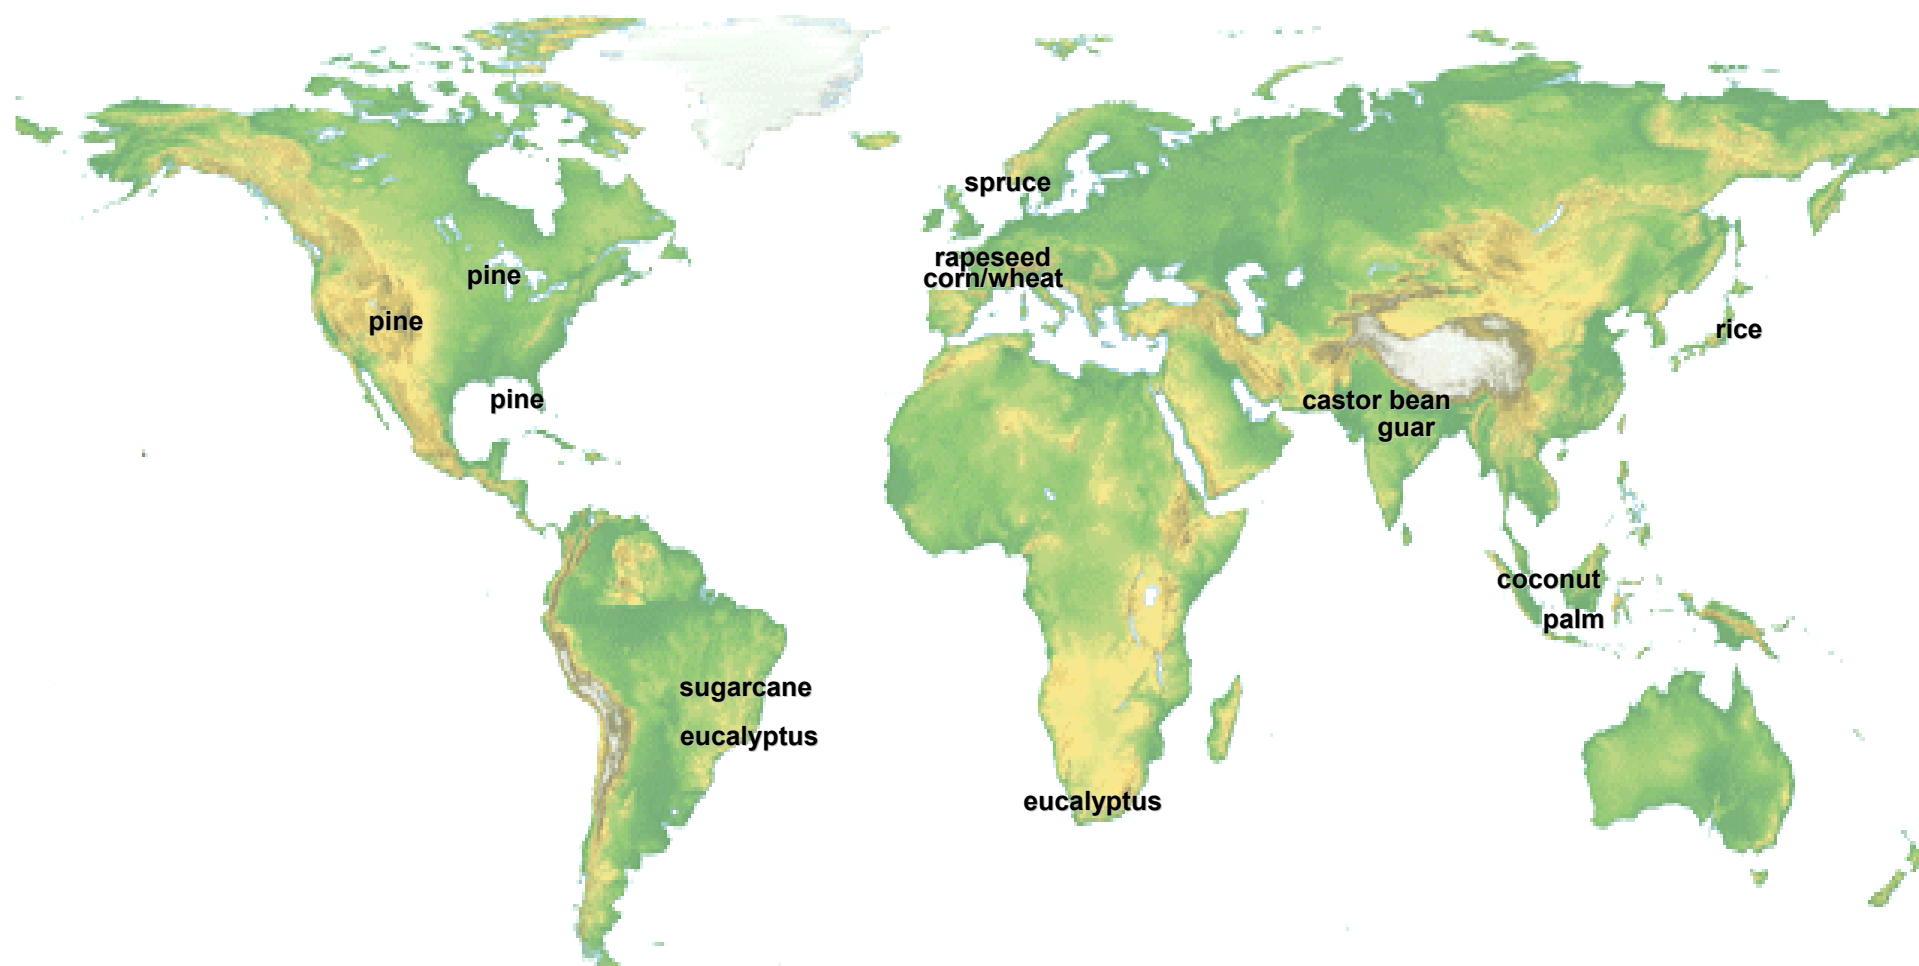 spruce
rapeseed
corn/wheat
pine
pine
rice
pine
castor bean
guar
coconut
palm
sugarcane
eucalyptus
eucalyptus